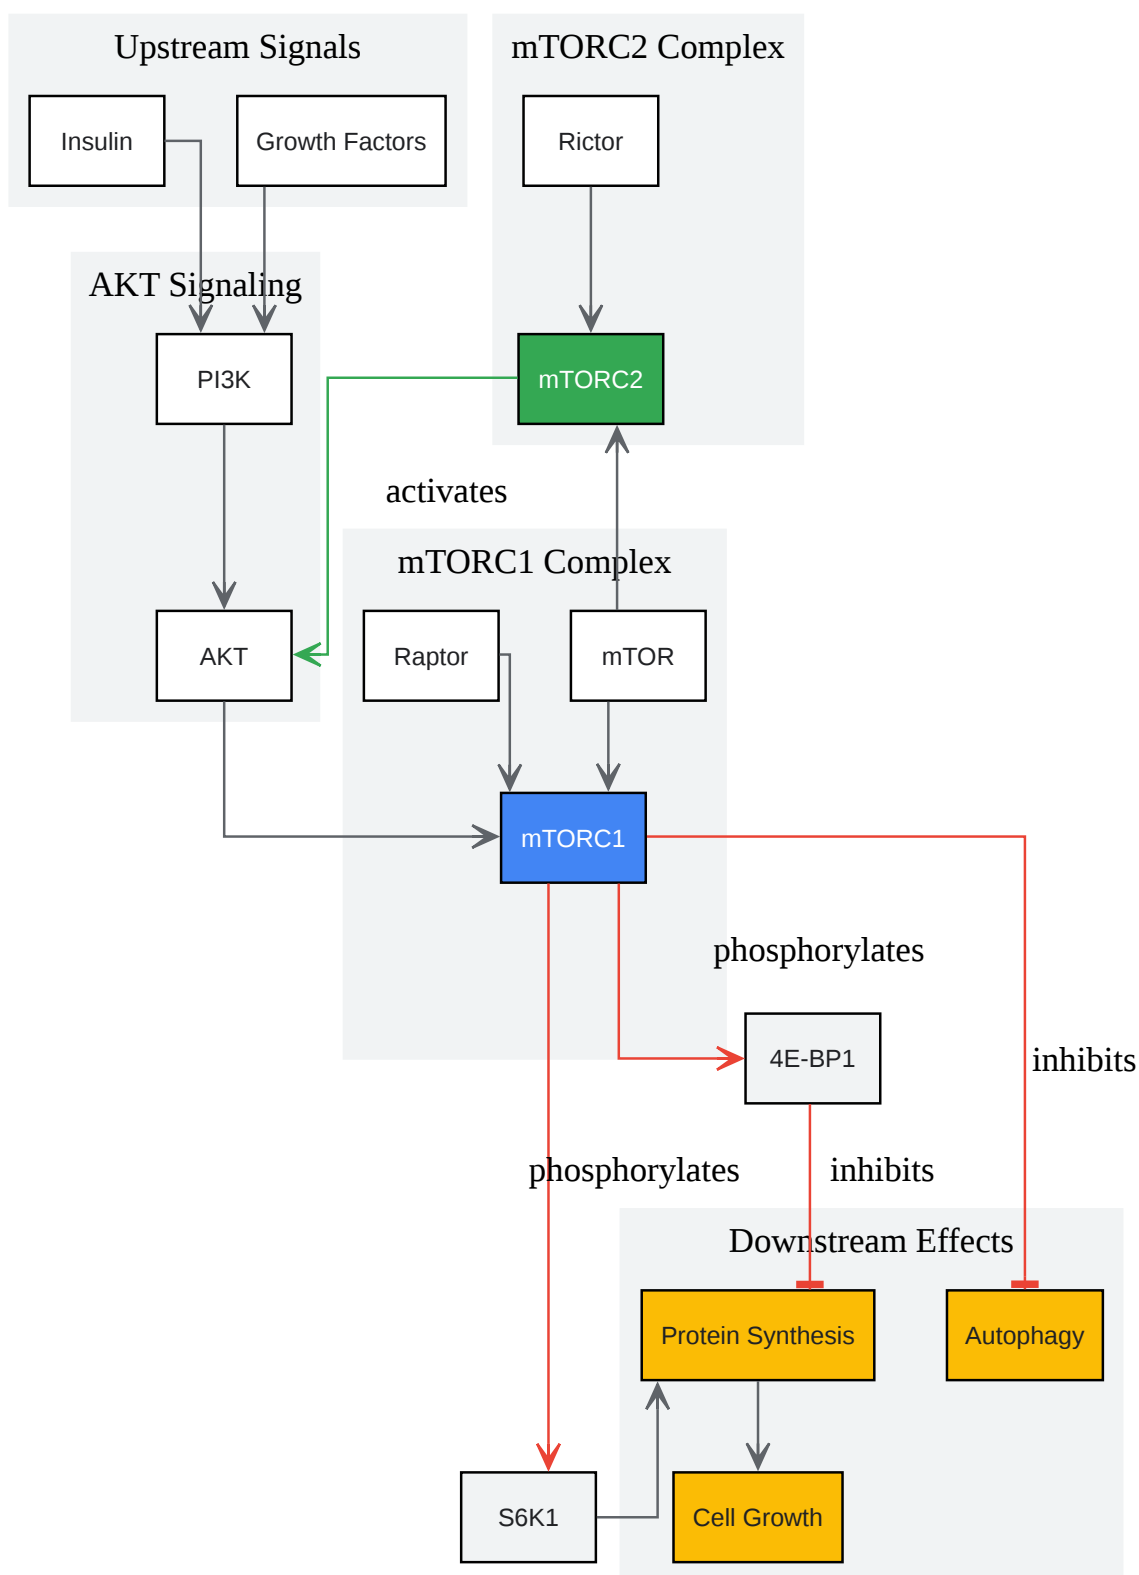 Upstream Signals
mTORC2 Complex
Insulin
Growth Factors
Rictor
AKT Signaling
PI3K
mTORC2
activates
mTORC1 Complex
AKT
Raptor
mTOR
mTORC1
phosphorylates
4E-BP1
inhibits
phosphorylates
inhibits
Downstream Effects
Protein Synthesis
Autophagy
S6K1
Cell Growth